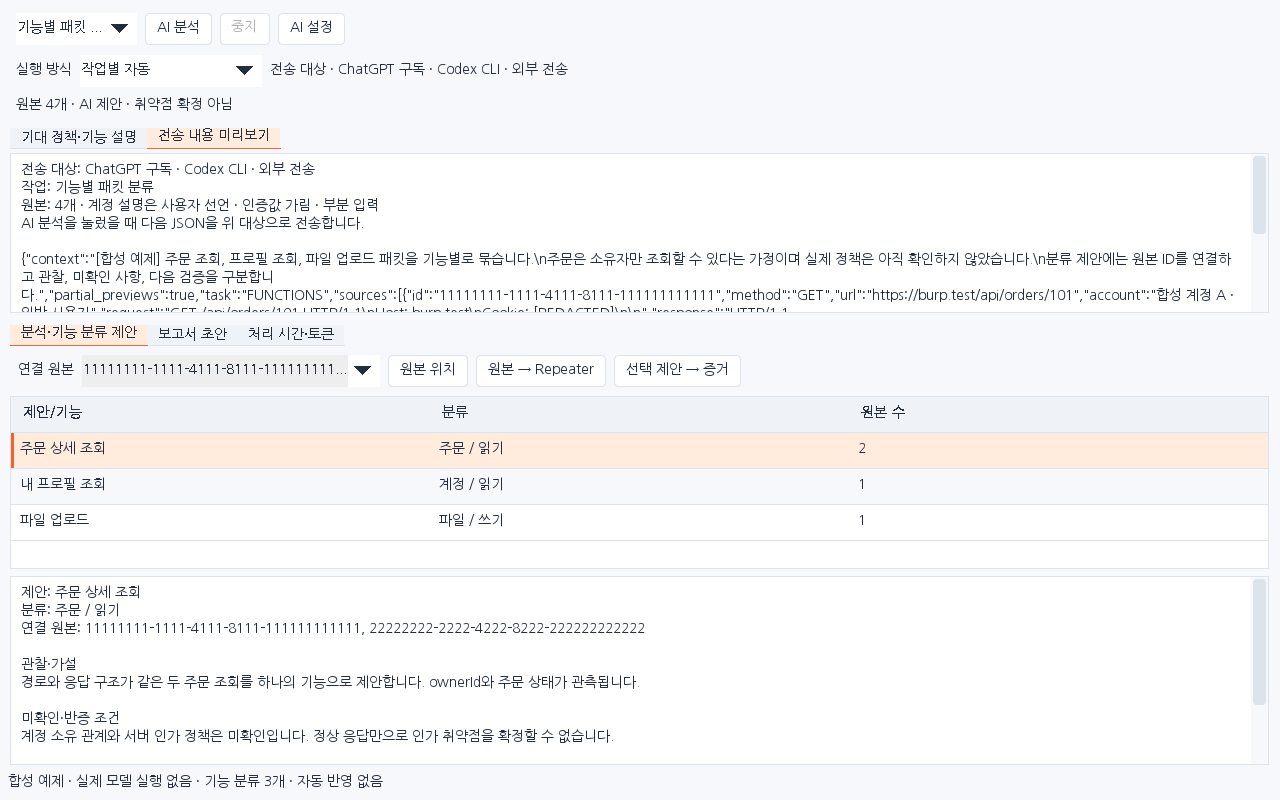 기능별 패킷 ... AI 분석 중지 AI 설정
실행 방식 작업별 자동 전송 대상 · ChatGPT 구독 · Codex CLI · 외부 전송
원본 4개 · AI 제안 · 취약점 확정 아님
기대 정책·기능 설명 전송 내용 미리보기
전송 대상: ChatGPT 구독 · Codex CLI · 외부 전송
작업: 기능별 패킷 분류
원본: 4개 · 계정 설명은 사용자 선언 · 인증값 가림 · 부분 입력
AI 분석을 눌렀을 때 다음 JSON을 위 대상으로 전송합니다.
{"context":"[합성 예제] 주문 조회, 프로필 조회, 파일 업로드 패킷을 기능별로 묶습니다.\n주문은 소유자만 조회할 수 있다는 가정이며 실제 정책은 아직 확인하지 않았습니다.\n분류 제안에는 원본 ID를 연결하
고 관찰, 미확인 사항, 다음 검증을 구분합니
다.","partial_previews":true,"task":"FUNCTIONS","sources":[{"id":"11111111-1111-4111-8111-111111111111","method":"GET","url":"https://burp.test/api/orders/101","account":"합성 계정 A ·
일반 사용자","request":"GET /api/orders/101 HTTP/1.1\nHost: burp.test\nCookie: [REDACTED]\n\n","response":"HTTP/1.1
분석·기능 분류 제안 보고서 초안 처리 시간·토큰
연결 원본 11111111-1111-4111-8111-111111111... 원본 위치 원본 → Repeater 선택 제안 → 증거
제안/기능 분류 원본 수
주문 상세 조회 주문 / 읽기 2
내 프로필 조회 계정 / 읽기 1
파일 업로드 파일 / 쓰기 1
제안: 주문 상세 조회
분류: 주문 / 읽기
연결 원본: 11111111-1111-4111-8111-111111111111, 22222222-2222-4222-8222-222222222222
관찰·가설
경로와 응답 구조가 같은 두 주문 조회를 하나의 기능으로 제안합니다. ownerId와 주문 상태가 관측됩니다.
미확인·반증 조건
계정 소유 관계와 서버 인가 정책은 미확인입니다. 정상 응답만으로 인가 취약점을 확정할 수 없습니다.
합성 예제 · 실제 모델 실행 없음 · 기능 분류 3개 · 자동 반영 없음